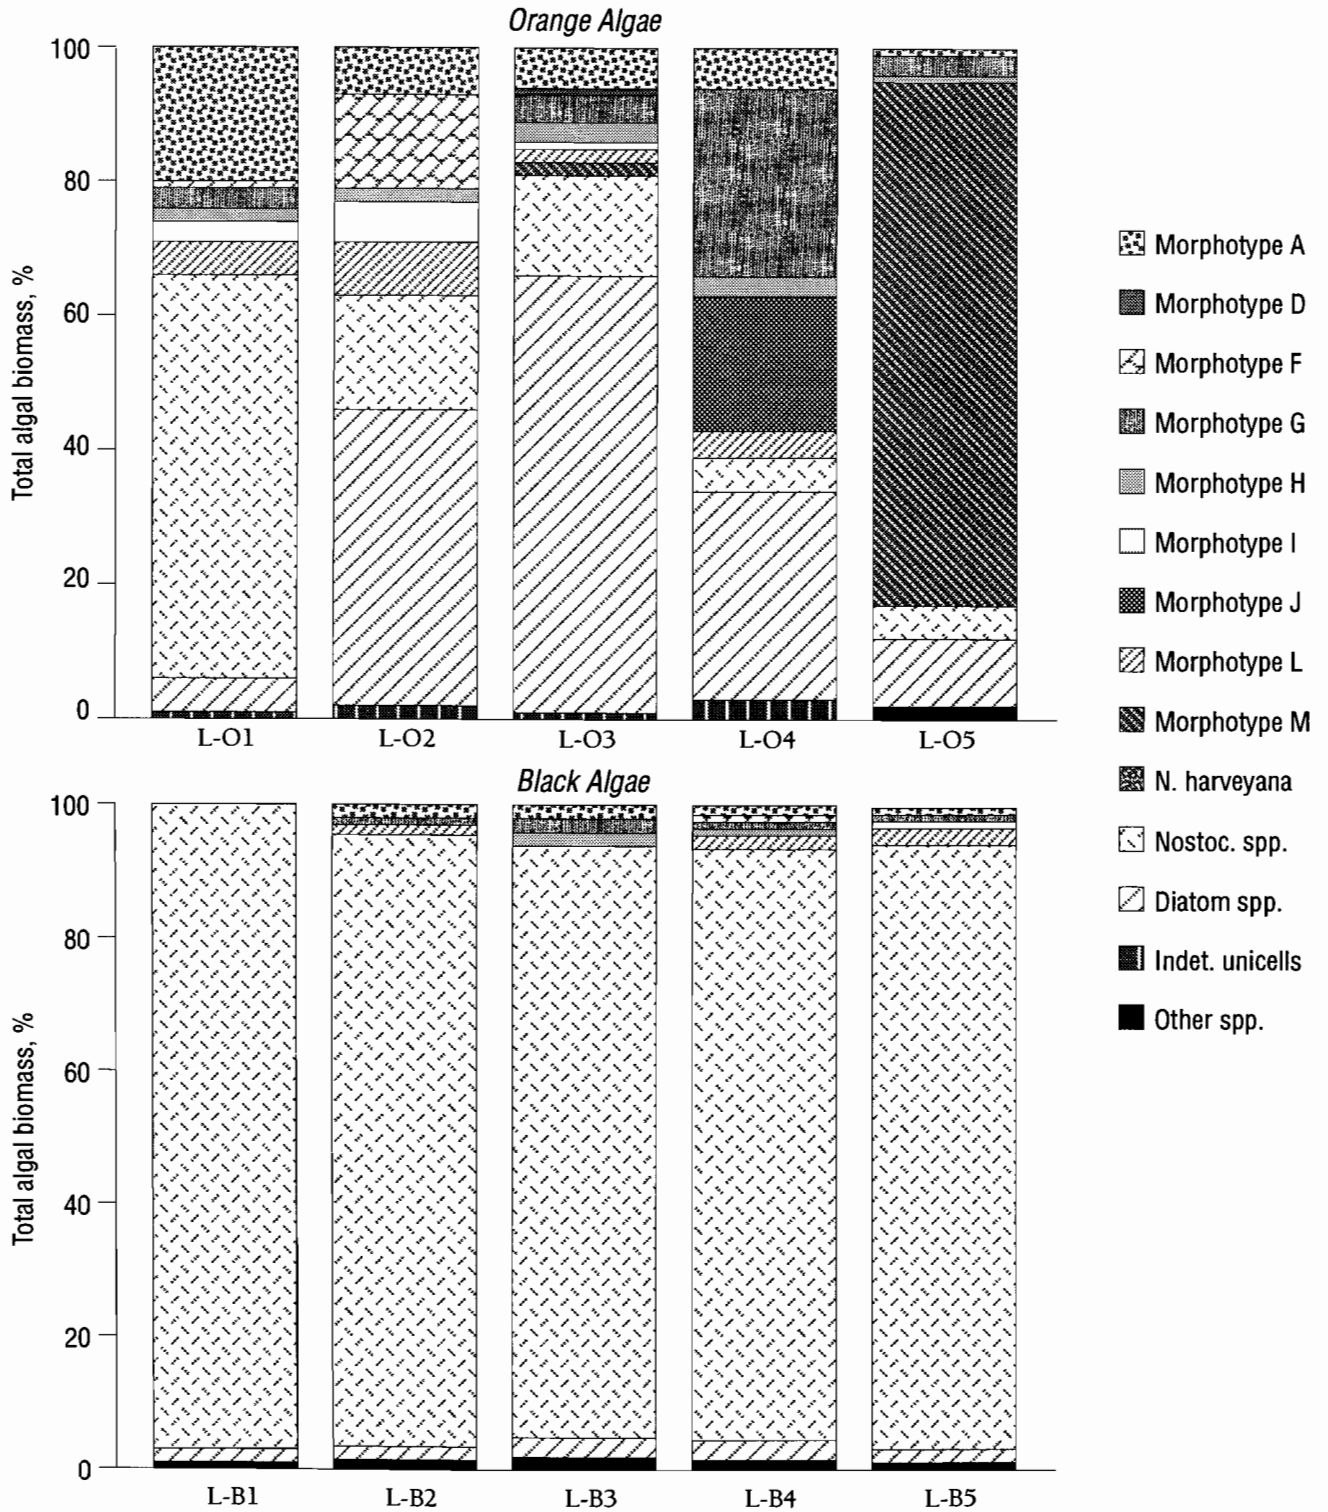 Orange Algae
100
80
60
40
20
0
Total algal biomass, %
L-O1 L-O2 L-O3 L-O4 L-O5
Black Algae
100
80
60
40
20
0
Total algal biomass, %
L-B1 L-B2 L-B3 L-B4 L-B5
Morphotype A
Morphotype D
Morphotype F
Morphotype G
Morphotype H
Morphotype I
Morphotype J
Morphotype L
Morphotype M
N. harveyana
Nostoc. spp.
Diatom spp.
Indet. unicells
Other spp.